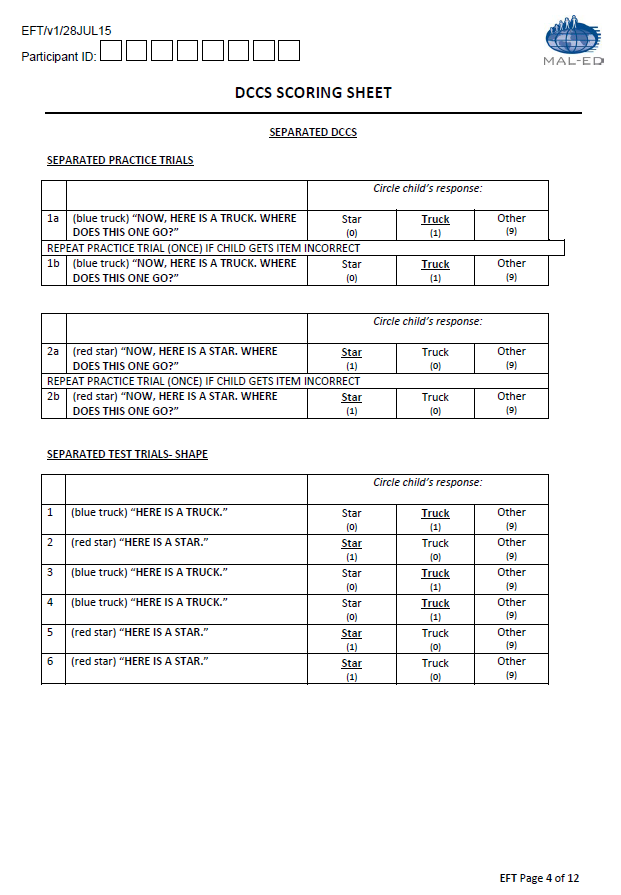 EFT/v1/28JUL15
Participant ID:
MAL-ED
DCCS SCORING SHEET
SEPARATED DCCS
SEPARATED PRACTICE TRIALS
Circle child's response:
1a (blue truck) “NOW, HERE IS A TRUCK. WHERE Star Truck Other
DOES THIS ONE GO?” (0) (1) (9)
REPEAT PRACTICE TRIAL (ONCE) IF CHILD GETS ITEM INCORRECT
1b (blue truck) “NOW, HERE IS A TRUCK. WHERE Star Truck Other
DOES THIS ONE GO?” (0) (1) (9)
Circle child's response:
2a (red star) “NOW, HERE IS A STAR. WHERE Star Truck Other
DOES THIS ONE GO?” (1) (0) (9)
REPEAT PRACTICE TRIAL (ONCE) IF CHILD GETS ITEM INCORRECT
2b (red star) “NOW, HERE IS A STAR. WHERE Star Truck Other
DOES THIS ONE GO?” (1) (0) (9)
SEPARATED TEST TRIALS- SHAPE
Circle child's response:
1 (blue truck) “HERE IS A TRUCK.” Star Truck Other
(0) (1) (9)
2 (red star) “HERE IS A STAR.” Star Truck Other
(1) (0) (9)
3 (blue truck) “HERE IS A TRUCK.” Star Truck Other
(0) (1) (9)
4 (blue truck) “HERE IS A TRUCK.” Star Truck Other
(0) (1) (9)
5 (red star) “HERE IS A STAR.” Star Truck Other
(1) (0) (9)
6 (red star) “HERE IS A STAR.” Star Truck Other
(1) (0) (9)
EFT Page 4 of 12